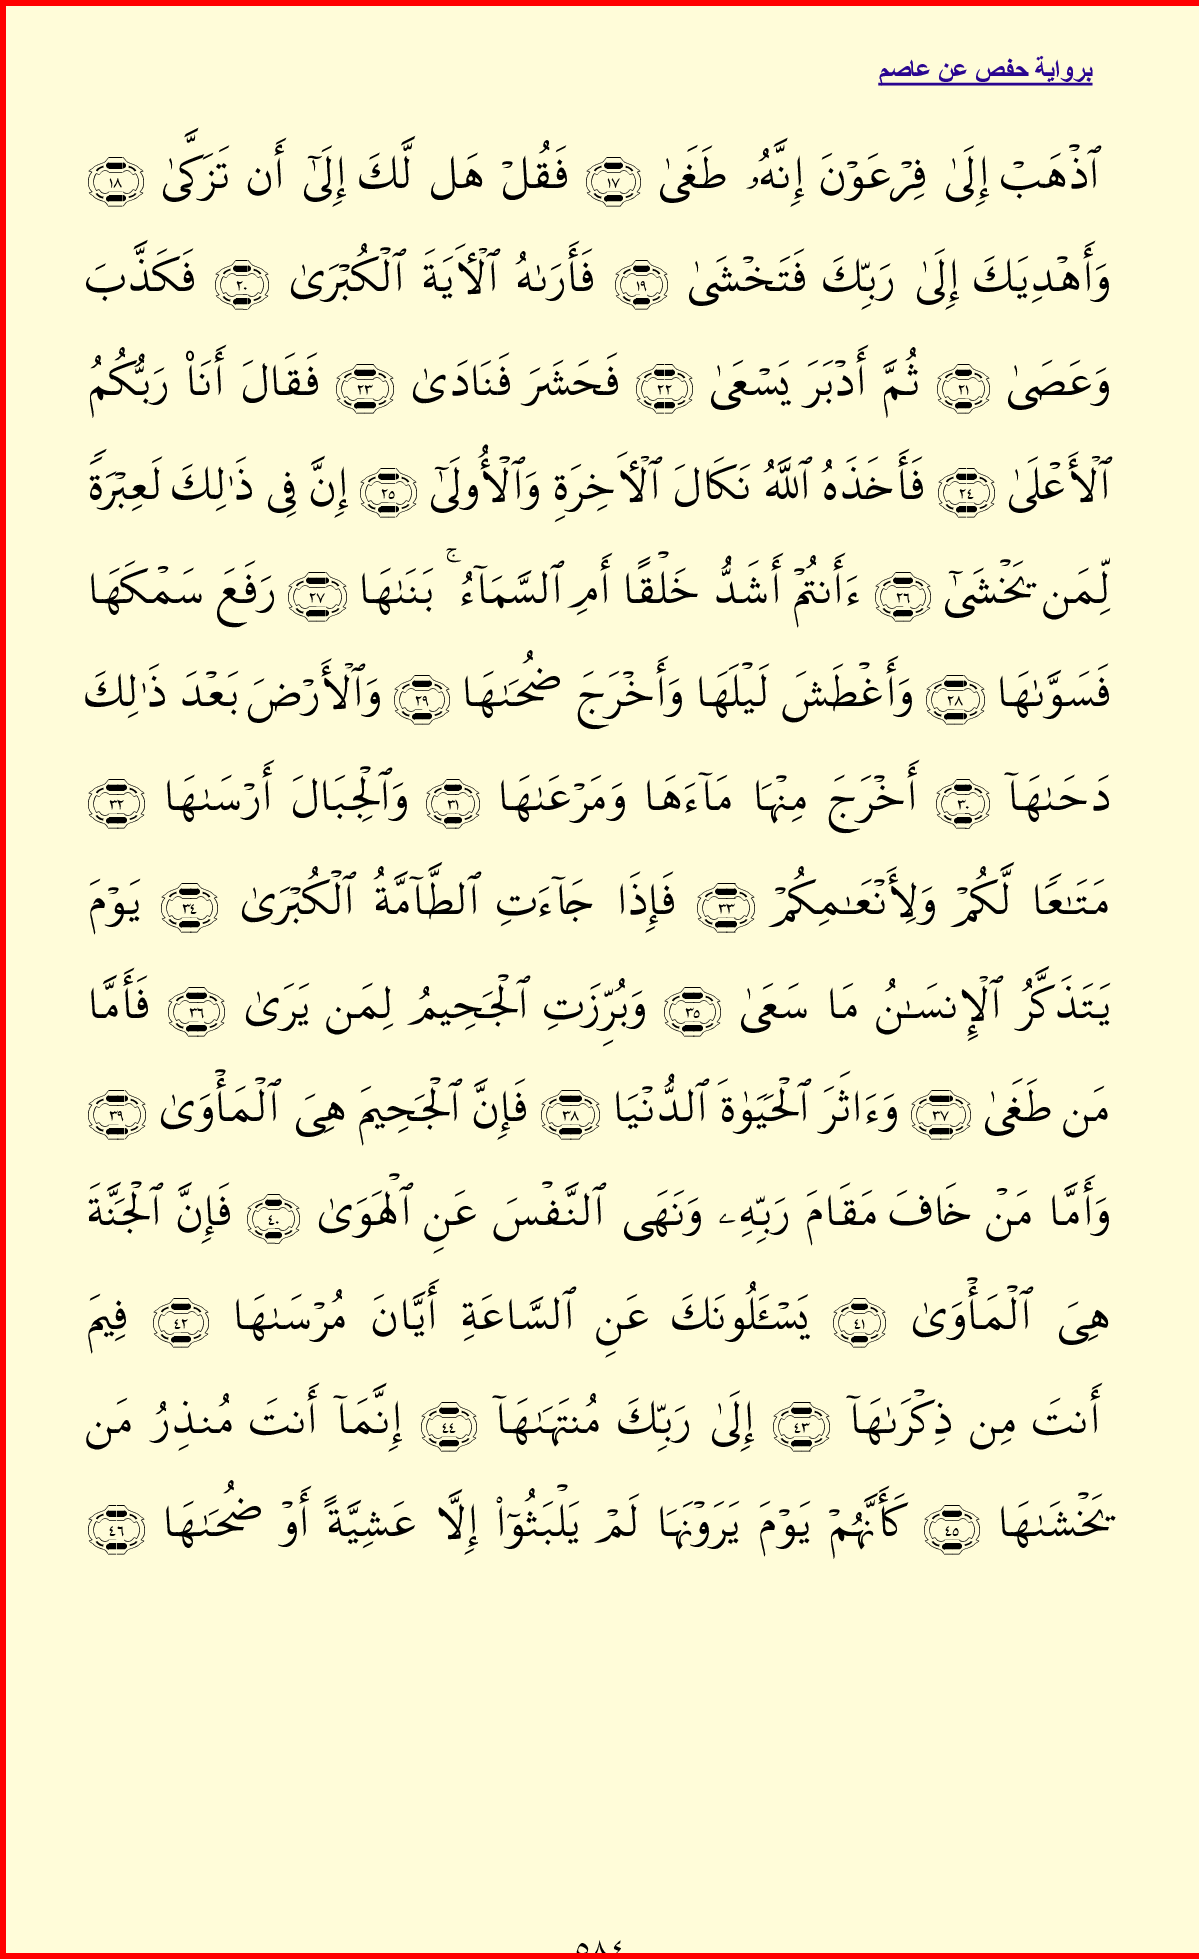 برواية حفص عن عاصم
ٱذۡهَبۡ إِلَىٰ فِرۡعَوۡنَ إِنَّهُۥ طَغَىٰ ١٧ فَقُلۡ هَل لَّكَ إِلَىٰٓ أَن تَزَكَّىٰ ١٨
وَأَهۡدِيَكَ إِلَىٰ رَبِّكَ فَتَخۡشَىٰ ١٩ فَأَرَىٰهُ ٱلۡأٓيَةَ ٱلۡكُبۡرَىٰ ٢٠ فَكَذَّبَ
وَعَصَىٰ ٢١ ثُمَّ أَدۡبَرَ يَسۡعَىٰ ٢٢ فَحَشَرَ فَنَادَىٰ ٢٣ فَقَالَ أَنَا۠ رَبُّكُمُ
ٱلۡأَعۡلَىٰ ٢٤ فَأَخَذَهُ ٱللَّهُ نَكَالَ ٱلۡأٓخِرَةِ وَٱلۡأُولَىٰٓ ٢٥ إِنَّ فِي ذَٰلِكَ لَعِبۡرَةٗ
لِّمَن يَخۡشَىٰٓ ٢٦ ءَأَنتُمۡ أَشَدُّ خَلۡقًا أَمِ ٱلسَّمَآءُۚ بَنَىٰهَا ٢٧ رَفَعَ سَمۡكَهَا
فَسَوَّىٰهَا ٢٨ وَأَغۡطَشَ لَيۡلَهَا وَأَخۡرَجَ ضُحَىٰهَا ٢٩ وَٱلۡأَرۡضَ بَعۡدَ ذَٰلِكَ
دَحَىٰهَآ ٣٠ أَخۡرَجَ مِنۡهَا مَآءَهَا وَمَرۡعَىٰهَا ٣١ وَٱلۡجِبَالَ أَرۡسَىٰهَا ٣٢
مَتَٰعٗا لَّكُمۡ وَلِأَنۡعَٰمِكُمۡ ٣٣ فَإِذَا جَآءَتِ ٱلطَّآمَّةُ ٱلۡكُبۡرَىٰ ٣٤ يَوۡمَ
يَتَذَكَّرُ ٱلۡإِنسَٰنُ مَا سَعَىٰ ٣٥ وَبُرِّزَتِ ٱلۡجَحِيمُ لِمَن يَرَىٰ ٣٦ فَأَمَّا
مَن طَغَىٰ ٣٧ وَءَاثَرَ ٱلۡحَيَوٰةَ ٱلدُّنۡيَا ٣٨ فَإِنَّ ٱلۡجَحِيمَ هِيَ ٱلۡمَأۡوَىٰ ٣٩
وَأَمَّا مَنۡ خَافَ مَقَامَ رَبِّهِۦ وَنَهَى ٱلنَّفۡسَ عَنِ ٱلۡهَوَىٰ ٤٠ فَإِنَّ ٱلۡجَنَّةَ
هِيَ ٱلۡمَأۡوَىٰ ٤١ يَسۡـَٔلُونَكَ عَنِ ٱلسَّاعَةِ أَيَّانَ مُرۡسَىٰهَا ٤٢ فِيمَ
أَنتَ مِن ذِكۡرَىٰهَآ ٤٣ إِلَىٰ رَبِّكَ مُنتَهَىٰهَآ ٤٤ إِنَّمَآ أَنتَ مُنذِرُ مَن
يَخۡشَىٰهَا ٤٥ كَأَنَّهُمۡ يَوۡمَ يَرَوۡنَهَا لَمۡ يَلۡبَثُوٓاْ إِلَّا عَشِيَّةً أَوۡ ضُحَىٰهَا ٤٦
٥٨٤